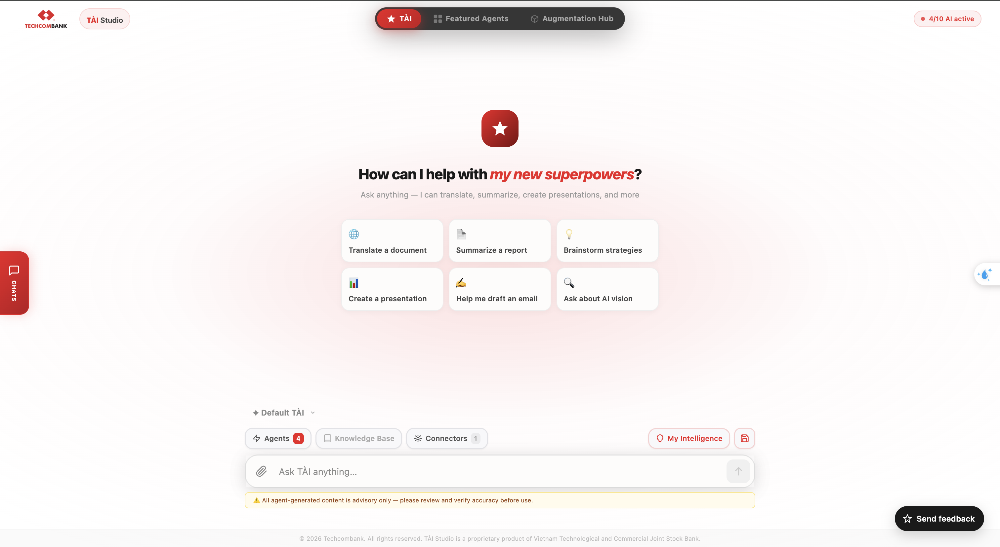 TECHCOMBANK
TÀI Studio
TÀI
Featured Agents
Augmentation Hub
4/10 AI active
How can I help with my new superpowers?
Ask anything — I can translate, summarize, create presentations, and more
Translate a document
Summarize a report
Brainstorm strategies
Create a presentation
Help me draft an email
Ask about AI vision
CHATS
Default TÀI
Agents 4
Knowledge Base
Connectors 1
My Intelligence
Ask TÀI anything...
All agent-generated content is advisory only — please review and verify accuracy before use.
Send feedback
© 2026 Techcombank. All rights reserved. TÀI Studio is a proprietary product of Vietnam Technological and Commercial Joint Stock Bank.